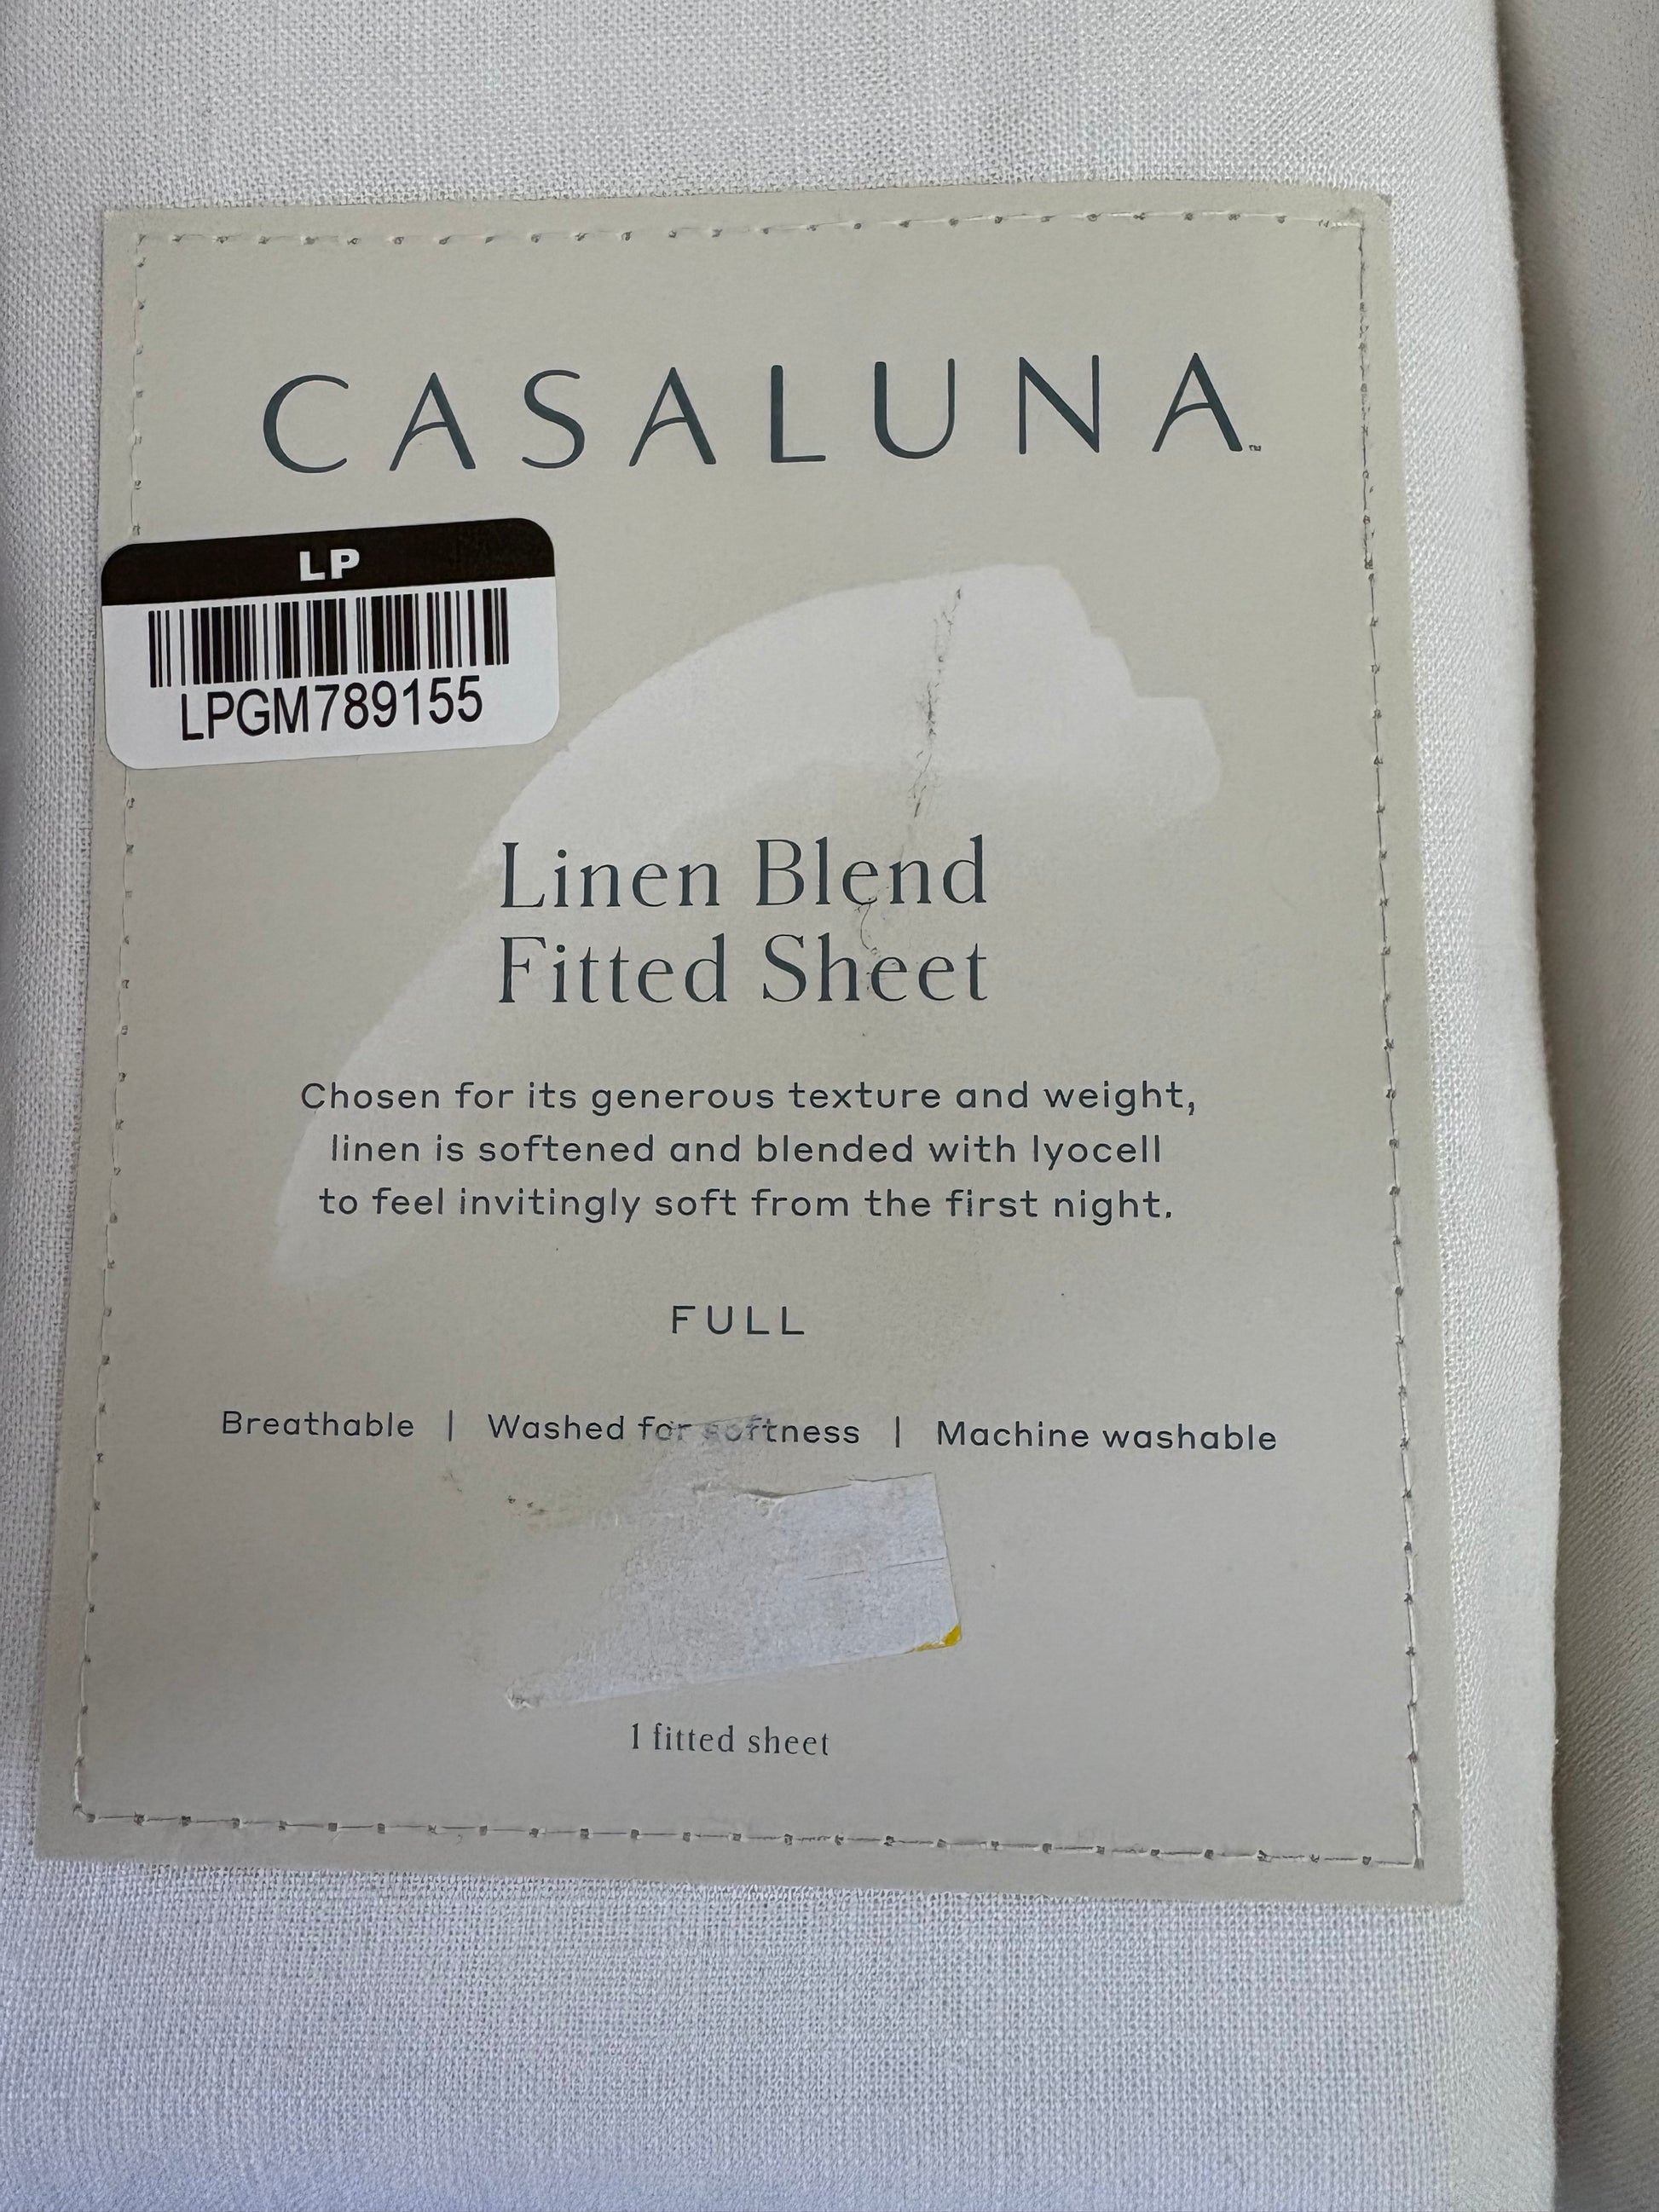 CASALUNA™
LP
LPGM789155
Linen Blend
Fitted Sheet
Chosen for its generous texture and weight,
linen is softened and blended with lyocell
to feel invitingly soft from the first night.
FULL
Breathable | Washed for softness | Machine washable
1 fitted sheet